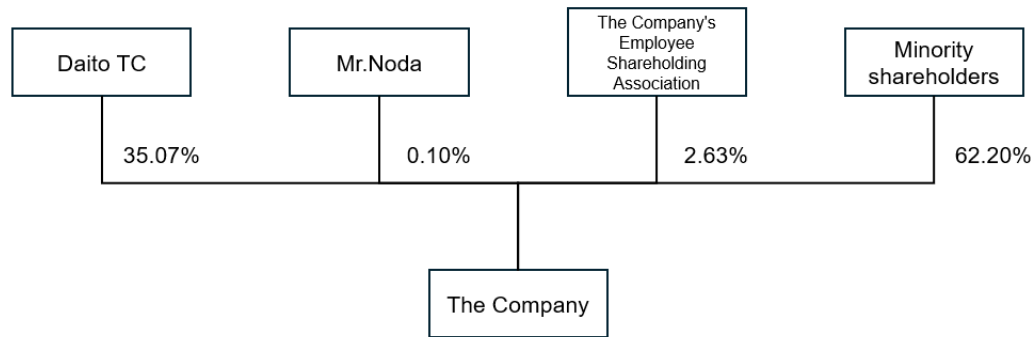 Daito TC
Mr.Noda
The Company's
Employee
Shareholding
Association
Minority
shareholders
35.07%
0.10%
2.63%
62.20%
The Company